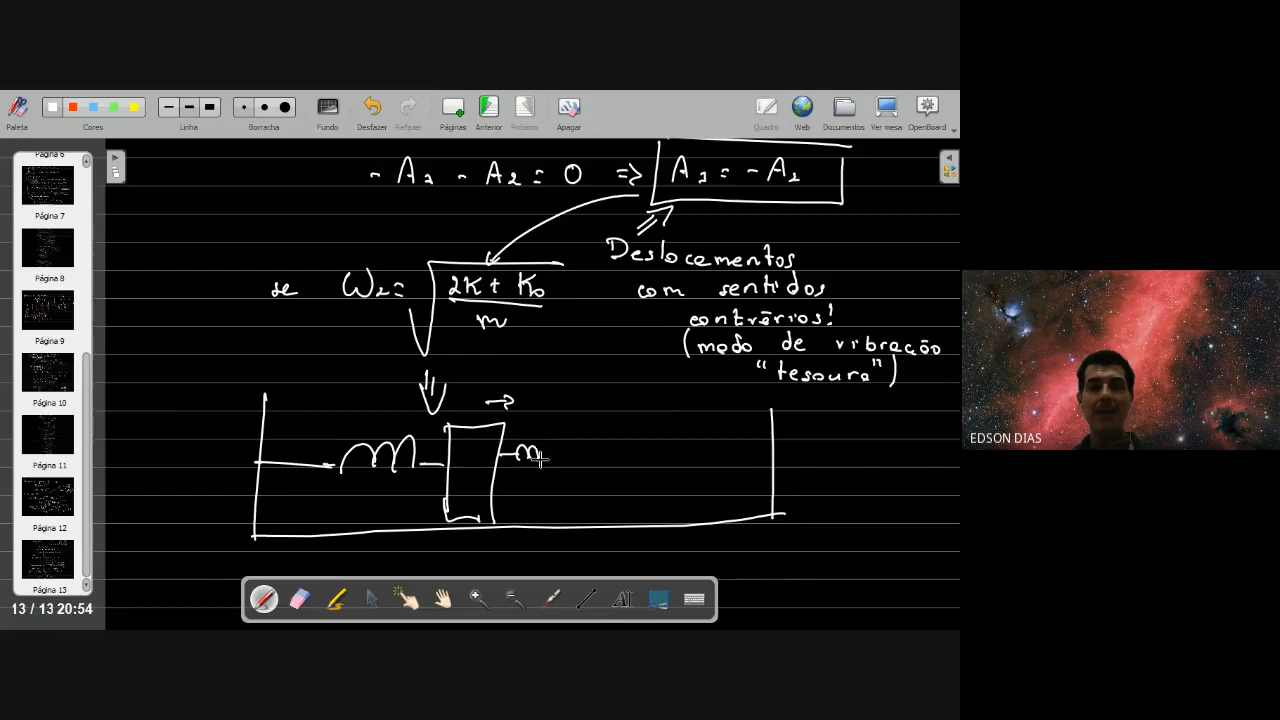 Paleta
Cores
Linha
Borracha
Fundo
Desfazer
Refazer
Páginas
Anterior
Próximo
Apagar
Quadro
Web
Documentos
Ver mesa
OpenBoard
Página 6
Página 7
Página 8
Página 9
Página 10
Página 11
Página 12
Página 13
13 / 13 20:54
- A₁ - A₂ = 0 => A₁ = - A₂
Deslocamentos
se ω₂ = √(2K + K₀ / m)
com sentidos
contrários!
(modo de vibração
"tesoura")
EDSON DIAS